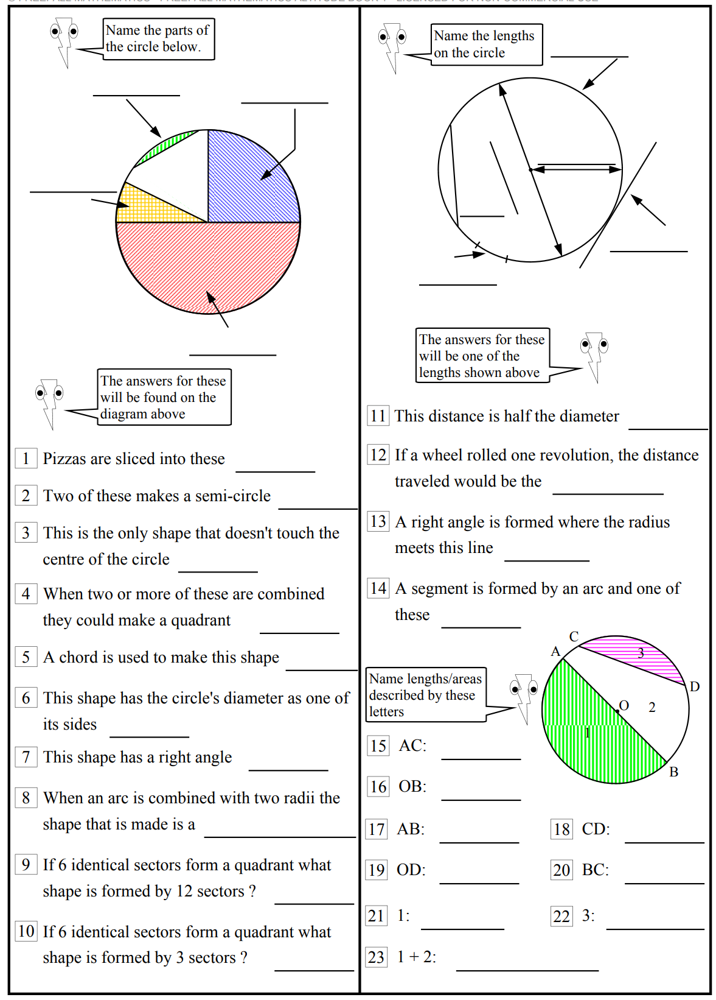 Name the parts of
the circle below.
The answers for these
will be found on the
diagram above
1 Pizzas are sliced into these
2 Two of these makes a semi-circle
3 This is the only shape that doesn't touch the
centre of the circle
4 When two or more of these are combined
they could make a quadrant
5 A chord is used to make this shape
6 This shape has the circle's diameter as one of
its sides
7 This shape has a right angle
8 When an arc is combined with two radii the
shape that is made is a
9 If 6 identical sectors form a quadrant what
shape is formed by 12 sectors ?
10 If 6 identical sectors form a quadrant what
shape is formed by 3 sectors ?
Name the lengths
on the circle
The answers for these
will be one of the
lengths shown above
11 This distance is half the diameter
12 If a wheel rolled one revolution, the distance
traveled would be the
13 A right angle is formed where the radius
meets this line
14 A segment is formed by an arc and one of
these
C
A
3
D
O
2
1
B
Name lengths/areas
described by these
letters
15 AC:
16 OB:
17 AB:
18 CD:
19 OD:
20 BC:
21 1:
22 3:
23 1 + 2: